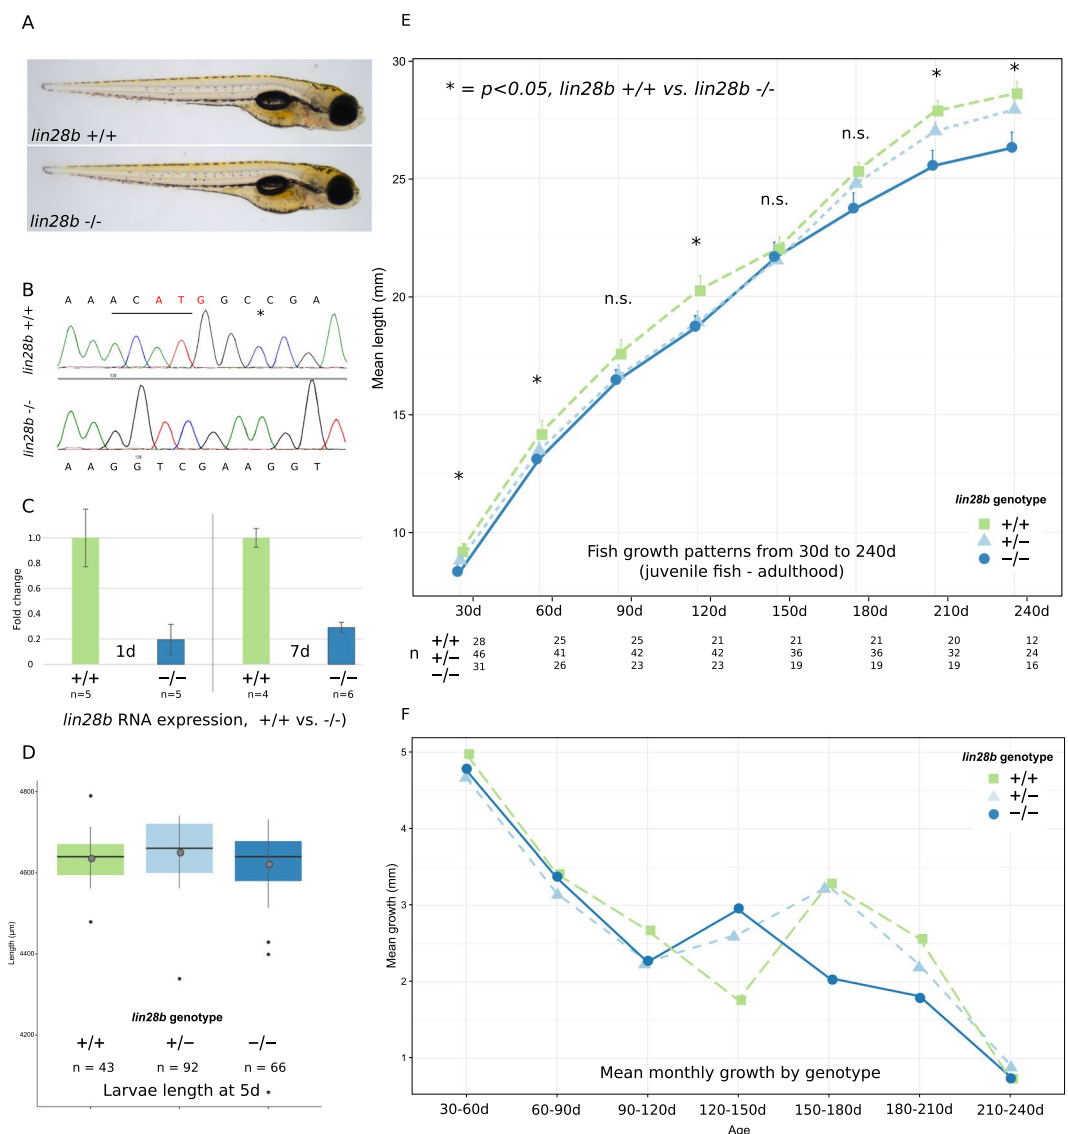 A
lin28b +/+
lin28b -/-
B
A A A C A T G G C C G A
*
lin28b +/+
139
lin28b -/-
139
A A G G T C G A A G G T
C
Fold change
1.0
0.8
0.6
0.4
0.2
0
1d
7d
+/+ −/− +/+ −/−
n=5 n=5 n=4 n=6
lin28b RNA expression, +/+ vs. -/-)
D
Length (µm)
4800
4600
4400
4200
lin28b genotype
+/+ +/− −/−
n = 43 n = 92 n = 66
Larvae length at 5d
E
Mean length (mm)
30
25
20
15
10
* = p<0.05, lin28b +/+ vs. lin28b -/-
* * n.s. * n.s. n.s. * *
lin28b genotype
+/+
+/−
−/−
Fish growth patterns from 30d to 240d
(juvenile fish - adulthood)
30d 60d 90d 120d 150d 180d 210d 240d
n
+/+ 28 25 25 21 21 21 20 12
+/− 46 41 42 42 36 36 32 24
−/− 31 26 23 23 19 19 19 16
F
Mean growth (mm)
5
4
3
2
1
lin28b genotype
+/+
+/−
−/−
Mean monthly growth by genotype
30-60d 60-90d 90-120d 120-150d 150-180d 180-210d 210-240d
Age